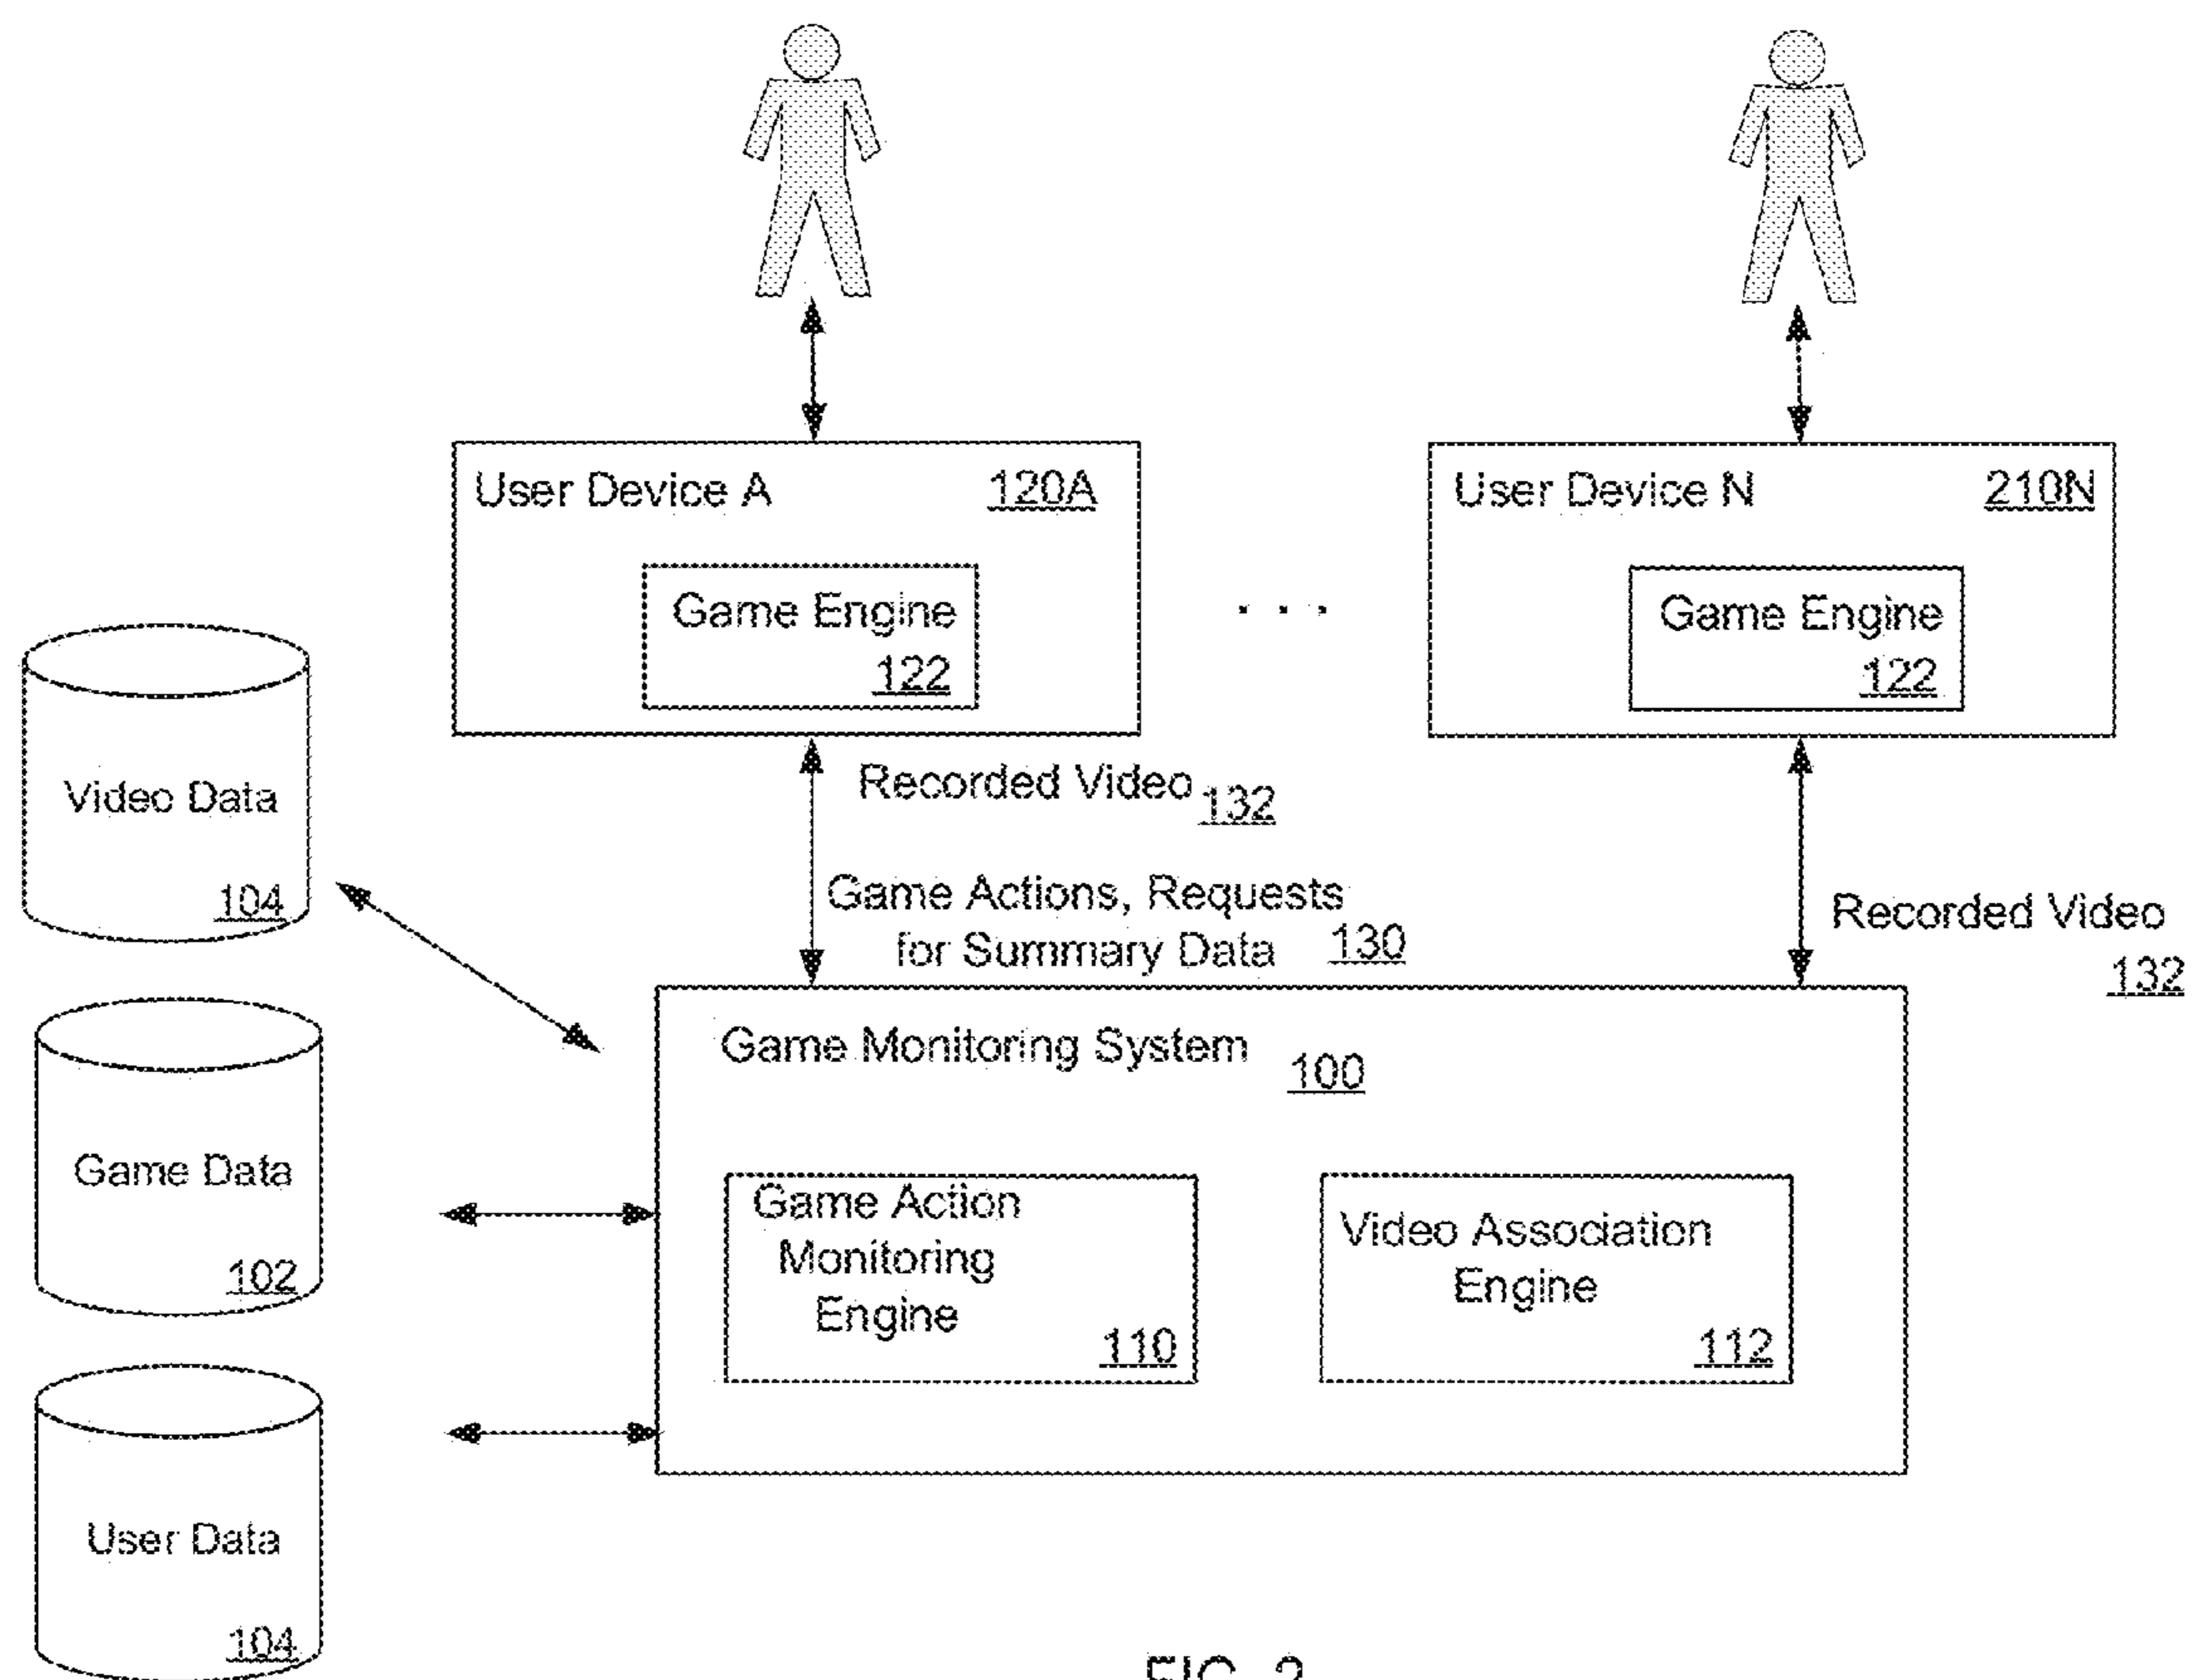 User Device A 120A
Game Engine
122
. . .
User Device N 210N
Game Engine
122
Video Data
104
Recorded Video 132
Game Actions, Requests
for Summary Data 130
Recorded Video
132
Game Data
102
User Data
104
Game Monitoring System 100
Game Action
Monitoring
Engine
110
Video Association
Engine
112
FIG. 2